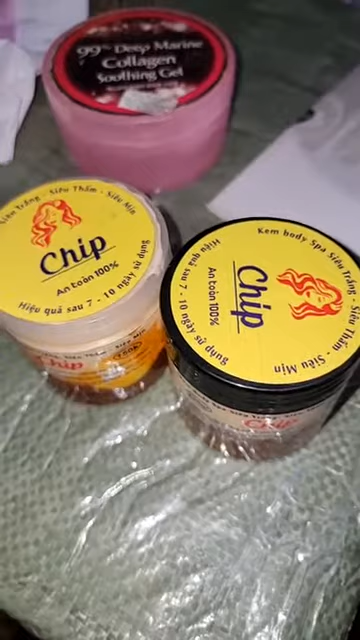 99% Deep Marine
Collagen
Soothing Gel
Siêu Trắng - Siêu Thấm - Siêu Mịn
Chip
An toàn 100%
Hiệu quả sau 7 - 10 ngày sử dụng
Chip
Kem body Spa Siêu Trắng - Siêu Thấm - Siêu Mịn
Chip
An toàn 100%
Hiệu quả sau 7 - 10 ngày sử dụng
Chip